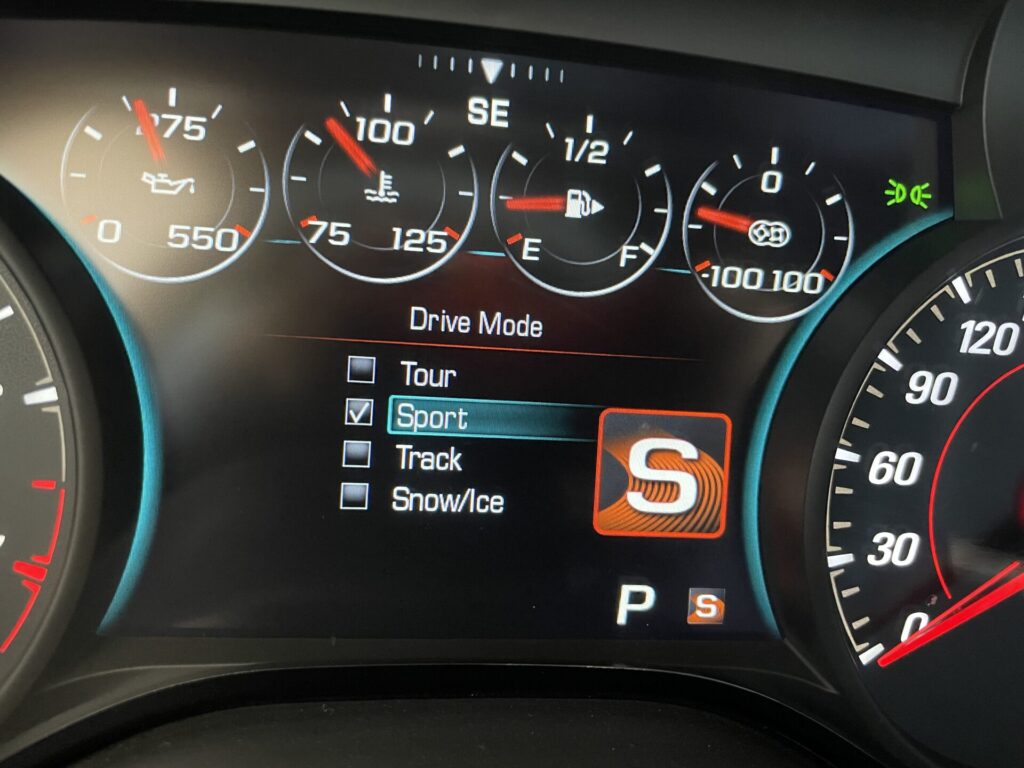 SE
275
0 550
100
75 125
1/2
E F
0
-100 100
Drive Mode
Tour
Sport
Track
Snow/Ice
S
P S
120
90
60
30
0